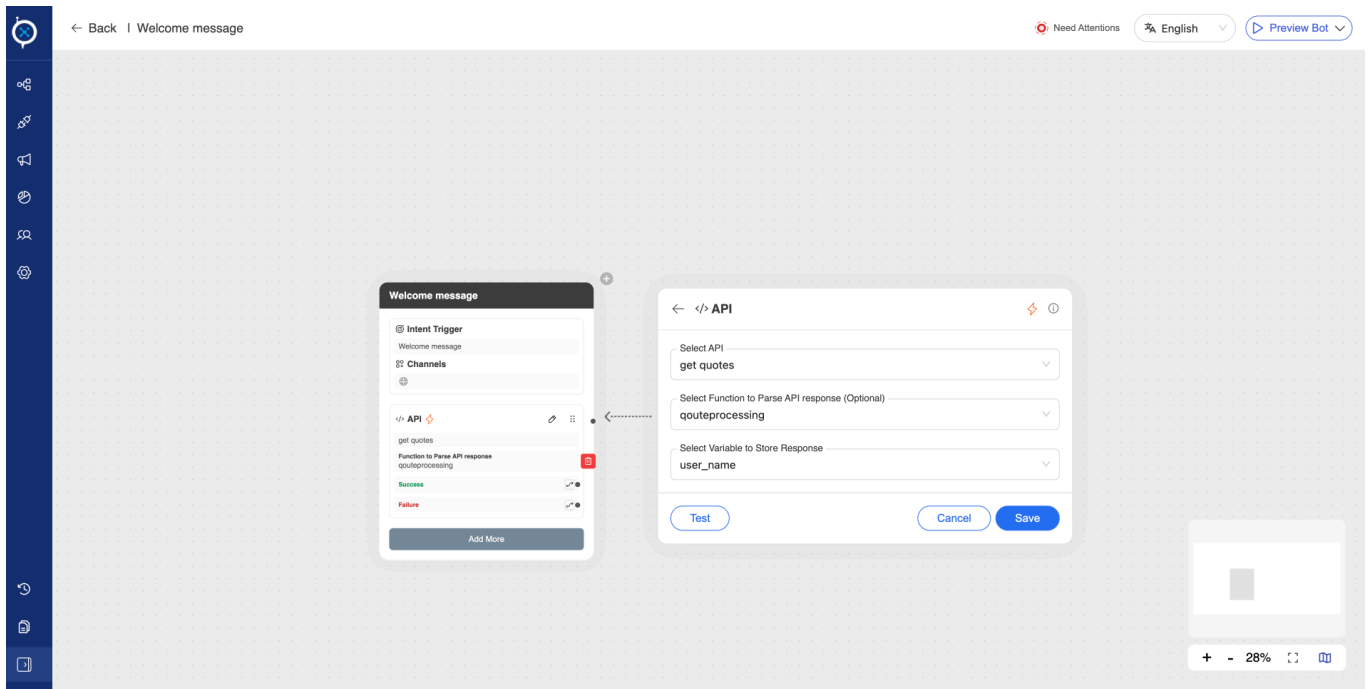 Back | Welcome message
Need Attentions
English
Preview Bot
Welcome message
Intent Trigger
Welcome message
Channels
</> API
get quotes
Function to Parse API response
qouteprocessing
Success
Failure
Add More
</> API
Select API
get quotes
Select Function to Parse API response (Optional)
qouteprocessing
Select Variable to Store Response
user_name
Test
Cancel
Save
+ - 28%